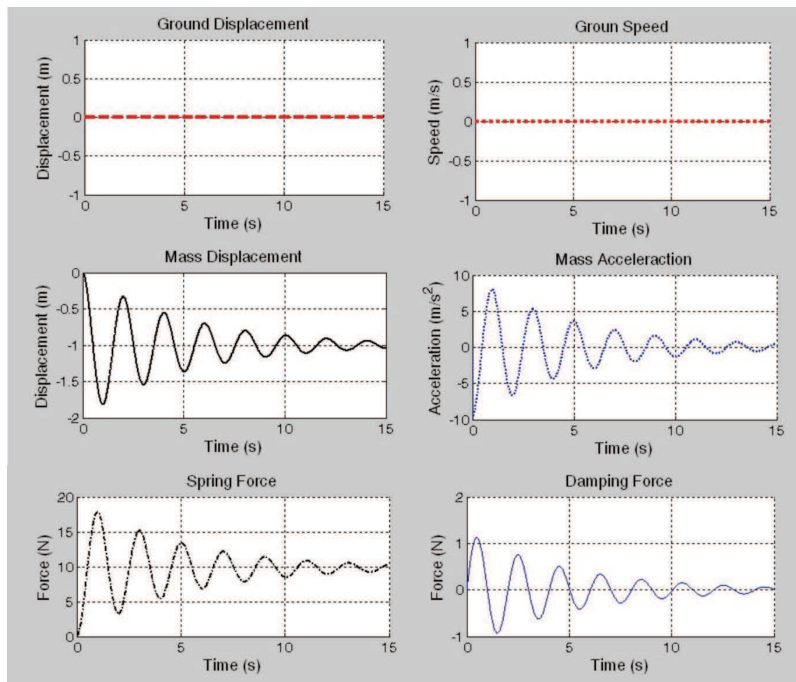 Ground Displacement
1
0.5
0
-0.5
-1
Displacement (m)
0 5 10 15
Time (s)
Groun Speed
1
0.5
0
-0.5
-1
Speed (m/s)
0 5 10 15
Time (s)
Mass Displacement
0
-0.5
-1
-1.5
-2
Displacement (m)
0 5 10 15
Time (s)
Mass Acceleraction
10
5
0
-5
-10
Acceleration (m/s²)
0 5 10 15
Time (s)
Spring Force
20
15
10
5
0
Force (N)
0 5 10 15
Time (s)
Damping Force
2
1
0
-1
Force (N)
0 5 10 15
Time (s)